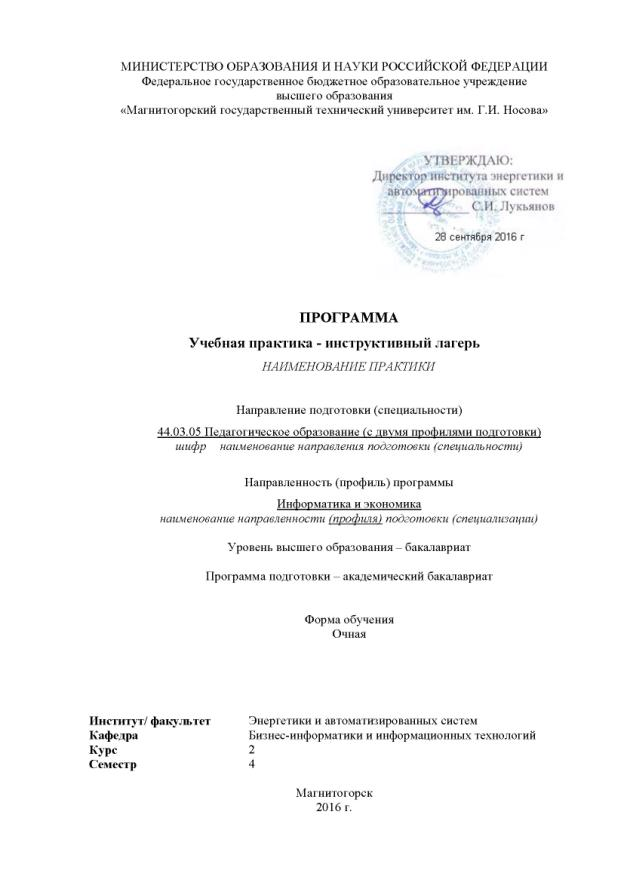 МИНИСТЕРСТВО ОБРАЗОВАНИЯ И НАУКИ РОССИЙСКОЙ ФЕДЕРАЦИИ
Федеральное государственное бюджетное образовательное учреждение
высшего образования
«Магнитогорский государственный технический университет им. Г.И. Носова»
УТВЕРЖДАЮ:
Директор института энергетики и
автоматизированных систем
С.И. Лукьянов
28 сентября 2016 г
ПРОГРАММА
Учебная практика - инструктивный лагерь
НАИМЕНОВАНИЕ ПРАКТИКИ
Направление подготовки (специальности)
44.03.05 Педагогическое образование (с двумя профилями подготовки)
шифр наименование направления подготовки (специальности)
Направленность (профиль) программы
Информатика и экономика
наименование направленности (профиля) подготовки (специализации)
Уровень высшего образования – бакалавриат
Программа подготовки – академический бакалавриат
Форма обучения
Очная
Институт/ факультет Энергетики и автоматизированных систем
Кафедра Бизнес-информатики и информационных технологий
Курс 2
Семестр 4
Магнитогорск
2016 г.